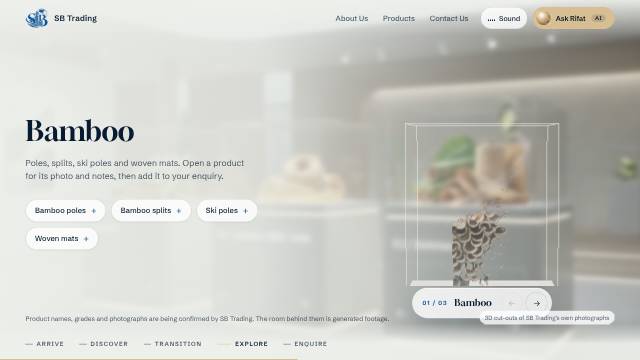 SB
SB Trading
About Us
Products
Contact Us
Sound
Ask Rifat AI
Bamboo
Poles, splits, ski poles and woven mats. Open a product
for its photo and notes, then add it to your enquiry.
Bamboo poles +
Bamboo splits +
Ski poles +
Woven mats +
01 / 03 Bamboo ← →
3D cut-outs of SB Trading's own photographs
Product names, grades and photographs are being confirmed by SB Trading. The room behind them is generated footage.
ARRIVE
DISCOVER
TRANSITION
EXPLORE
ENQUIRE